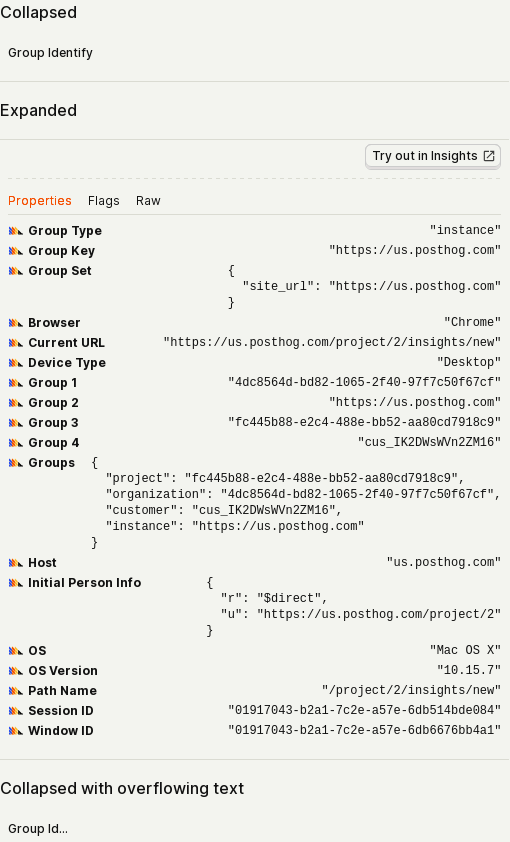 Collapsed
Group Identify
Expanded
Try out in Insights
Properties Flags Raw
Group Type "instance"
Group Key "https://us.posthog.com"
Group Set {
"site_url": "https://us.posthog.com"
}
Browser "Chrome"
Current URL "https://us.posthog.com/project/2/insights/new"
Device Type "Desktop"
Group 1 "4dc8564d-bd82-1065-2f40-97f7c50f67cf"
Group 2 "https://us.posthog.com"
Group 3 "fc445b88-e2c4-488e-bb52-aa80cd7918c9"
Group 4 "cus_IK2DWsWVn2ZM16"
Groups {
"project": "fc445b88-e2c4-488e-bb52-aa80cd7918c9",
"organization": "4dc8564d-bd82-1065-2f40-97f7c50f67cf",
"customer": "cus_IK2DWsWVn2ZM16",
"instance": "https://us.posthog.com"
}
Host "us.posthog.com"
Initial Person Info {
"r": "$direct",
"u": "https://us.posthog.com/project/2"
}
OS "Mac OS X"
OS Version "10.15.7"
Path Name "/project/2/insights/new"
Session ID "01917043-b2a1-7c2e-a57e-6db514bde084"
Window ID "01917043-b2a1-7c2e-a57e-6db6676bb4a1"
Collapsed with overflowing text
Group Id...